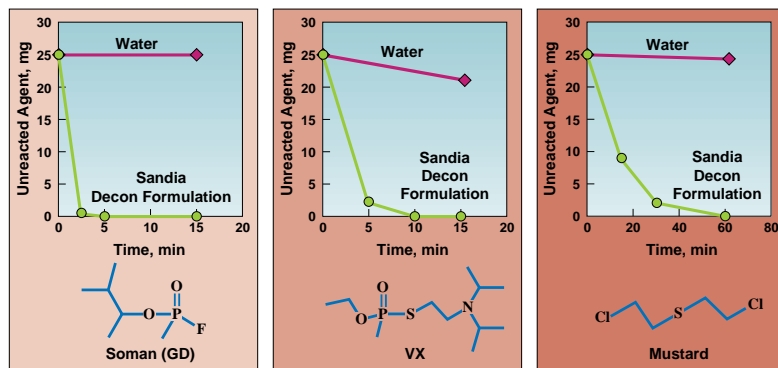 Unreacted Agent, mg
30
25
20
15
10
5
0
Water
Sandia
Decon Formulation
0 5 10 15 20
Time, min
O
O P
F
Soman (GD)
Unreacted Agent, mg
30
25
20
15
10
5
0
Water
Sandia
Decon
Formulation
0 5 10 15 20
Time, min
O
O P S N
VX
Unreacted Agent, mg
30
25
20
15
10
5
0
Water
Sandia
Decon
Formulation
0 20 40 60 80
Time, min
Cl S Cl
Mustard